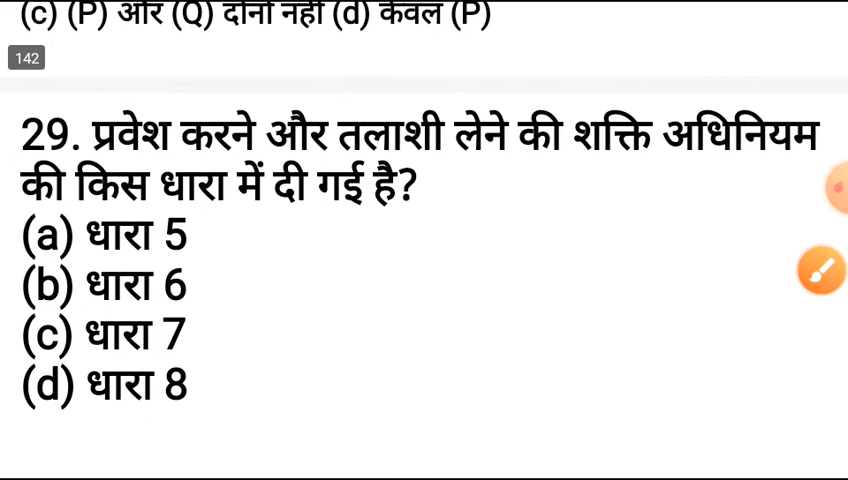 (c) (P) और (Q) दोनों नहीं (d) केवल (P)
142
29. प्रवेश करने और तलाशी लेने की शक्ति अधिनियम
की किस धारा में दी गई है?
(a) धारा 5
(b) धारा 6
(c) धारा 7
(d) धारा 8